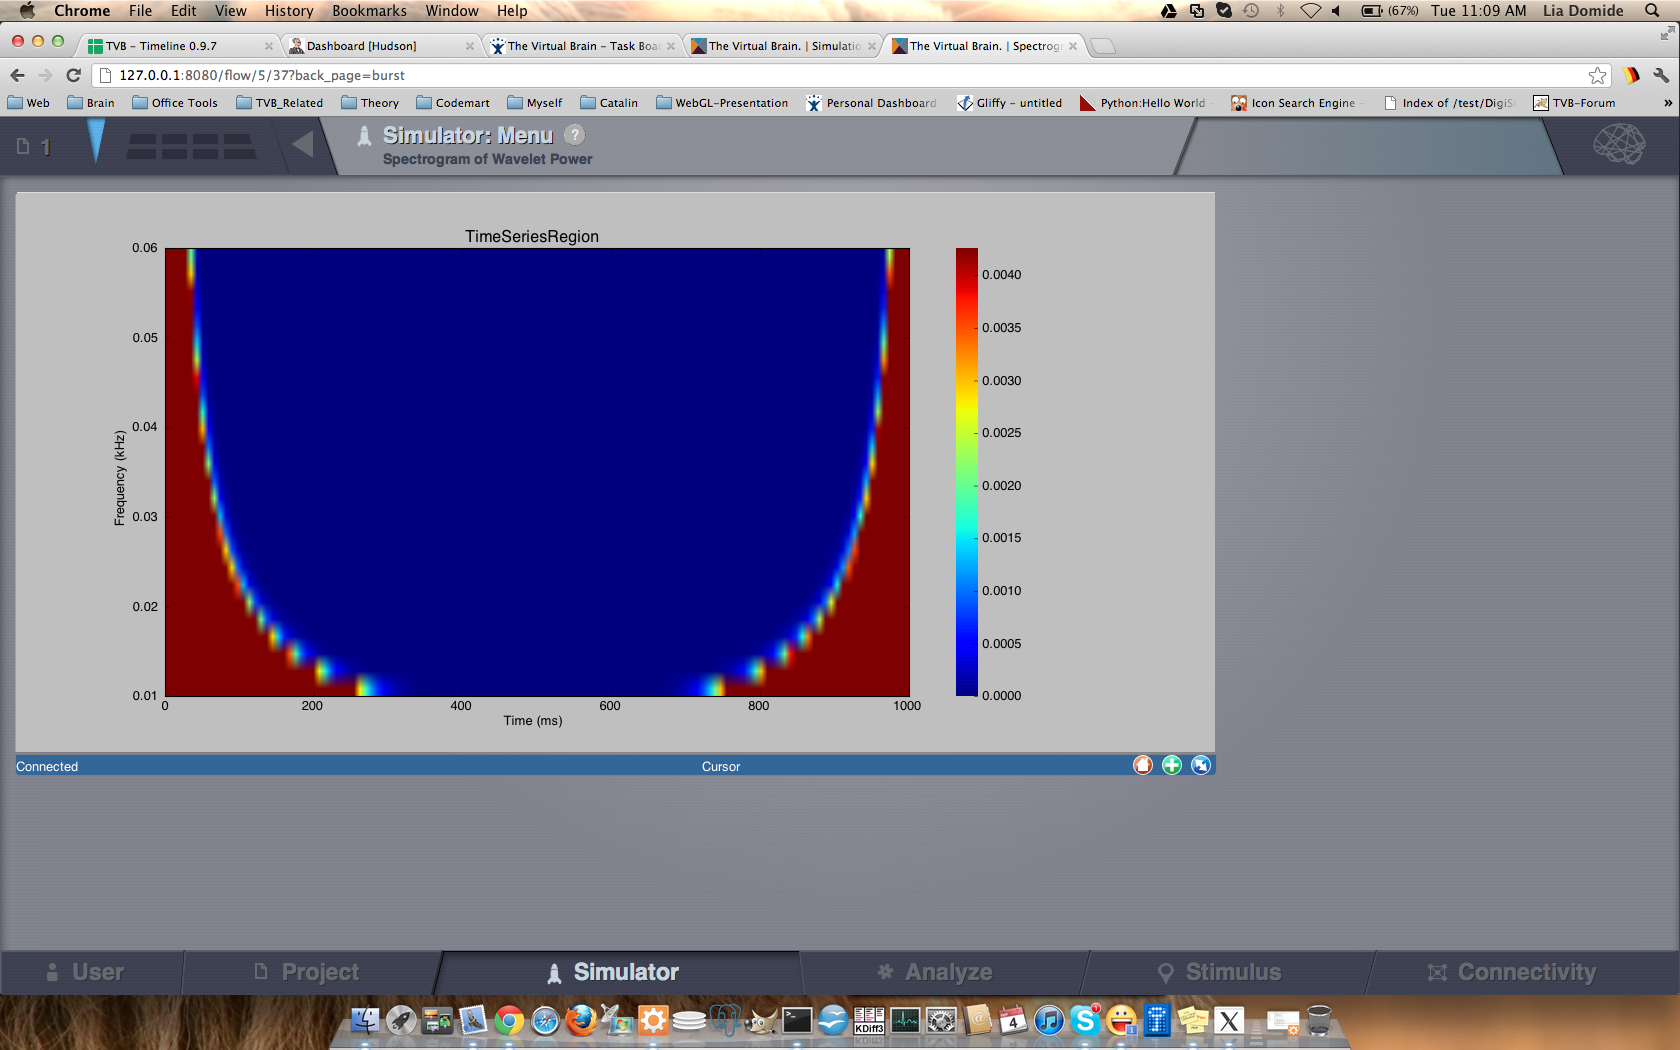 Chrome File Edit View History Bookmarks Window Help (67%) Tue 11:09 AM Lia Domide
TVB - Timeline 0.9.7 Dashboard [Hudson] The Virtual Brain - Task Boa The Virtual Brain. | Simulatio The Virtual Brain. | Spectrog
127.0.0.1:8080/flow/5/37?back_page=burst
Web Brain Office Tools TVB_Related Theory Codemart Myself Catalin WebGL-Presentation Personal Dashboard Gliffy - untitled Python:Hello World Icon Search Engine - Index of /test/DigiS TVB-Forum »
1 Simulator: Menu ?
Spectrogram of Wavelet Power
TimeSeriesRegion
0.06
0.05
0.04
0.03
0.02
0.01
Frequency (kHz)
0 200 400 600 800 1000
Time (ms)
0.0040
0.0035
0.0030
0.0025
0.0020
0.0015
0.0010
0.0005
0.0000
Connected Cursor
User Project Simulator Analyze Stimulus Connectivity
KDiff3
4
1
X